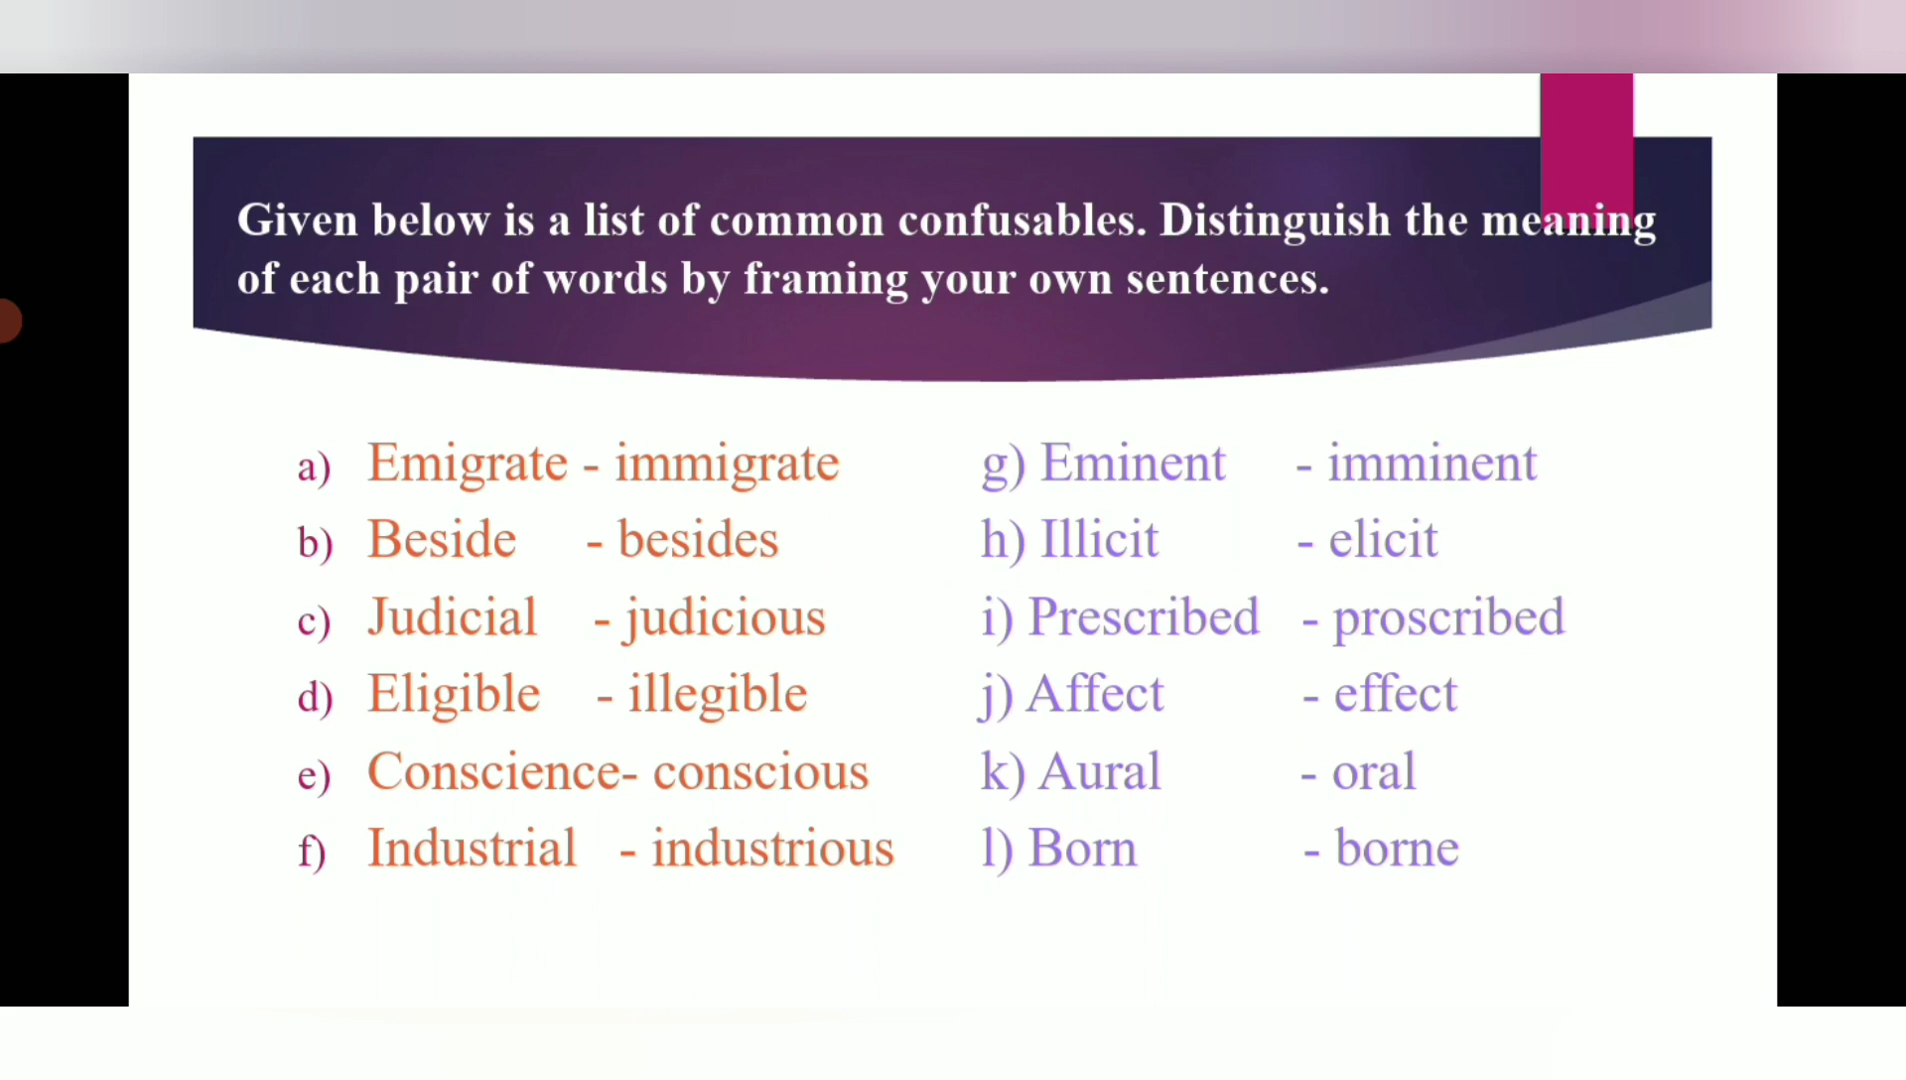 Given below is a list of common confusables. Distinguish the meaning
of each pair of words by framing your own sentences.
a) Emigrate - immigrate
b) Beside - besides
c) Judicial - judicious
d) Eligible - illegible
e) Conscience- conscious
f) Industrial - industrious
g) Eminent - imminent
h) Illicit - elicit
i) Prescribed - proscribed
j) Affect - effect
k) Aural - oral
l) Born - borne